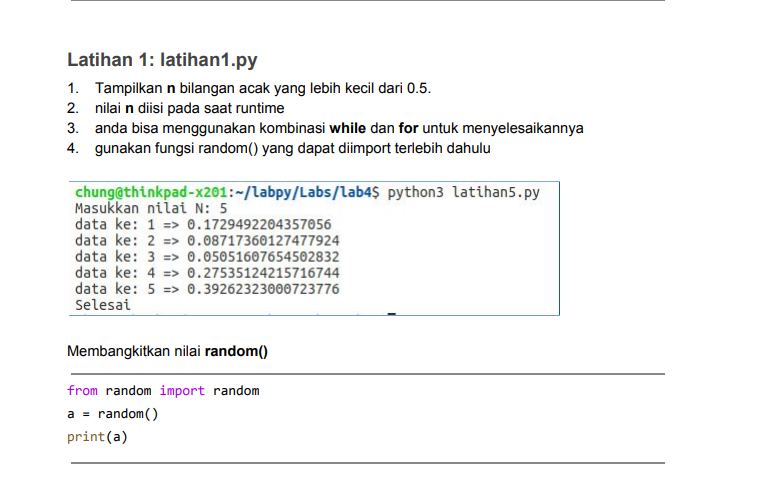 Latihan 1: latihan1.py
1. Tampilkan n bilangan acak yang lebih kecil dari 0.5.
2. nilai n diisi pada saat runtime
3. anda bisa menggunakan kombinasi while dan for untuk menyelesaikannya
4. gunakan fungsi random() yang dapat diimport terlebih dahulu
chung@thinkpad-x201:~/labpy/Labs/lab4$ python3 latihan5.py
Masukkan nilai N: 5
data ke: 1 => 0.1729492204357056
data ke: 2 => 0.08717360127477924
data ke: 3 => 0.05051607654502832
data ke: 4 => 0.27535124215716744
data ke: 5 => 0.39262323000723776
Selesai
Membangkitkan nilai random()
from random import random
a = random()
print(a)